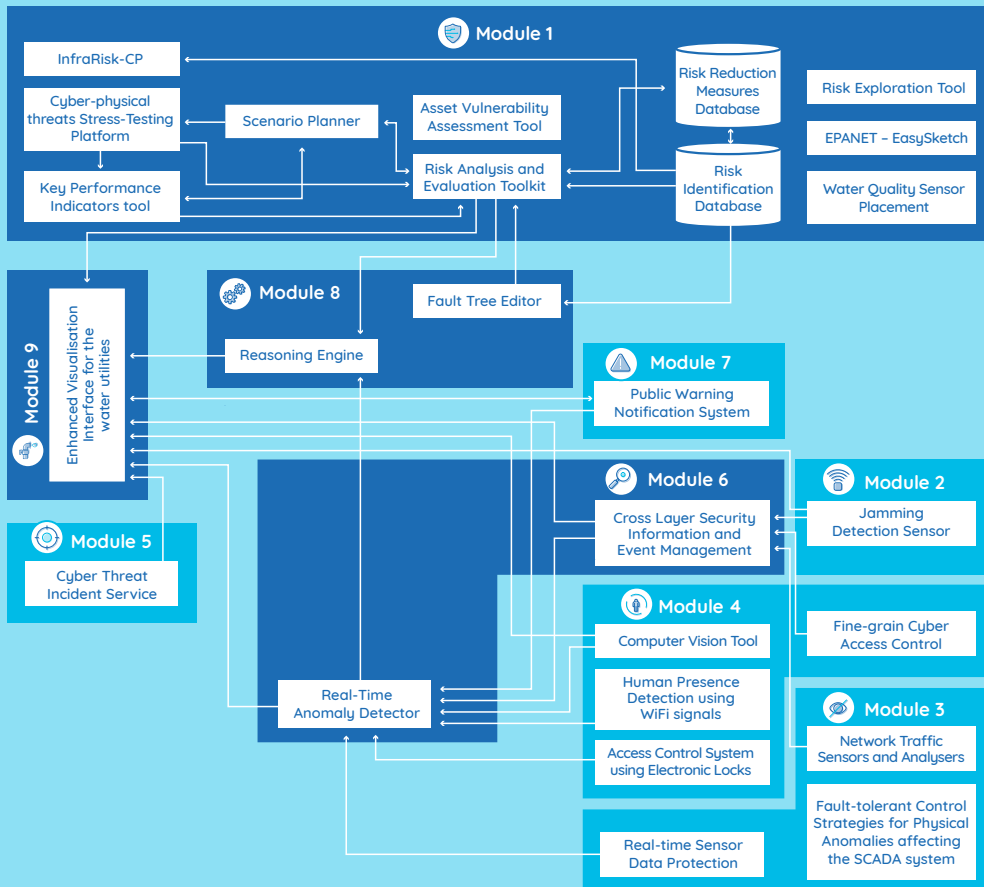 Module 1
InfraRisk-CP
Cyber-physical
threats Stress-Testing
Platform
Key Performance
Indicators tool
Scenario Planner
Asset Vulnerability
Assessment Tool
Risk Analysis and
Evaluation Toolkit
Risk Reduction
Measures
Database
Risk
Identification
Database
Risk Exploration Tool
EPANET – EasySketch
Water Quality Sensor
Placement
Module 9
Enhanced Visualisation
Interface for the
water utilities
Module 8
Fault Tree Editor
Reasoning Engine
Module 7
Public Warning
Notification System
Module 6
Cross Layer Security
Information and
Event Management
Real-Time
Anomaly Detector
Module 2
Jamming
Detection Sensor
Module 5
Cyber Threat
Incident Service
Module 4
Computer Vision Tool
Human Presence
Detection using
WiFi signals
Access Control System
using Electronic Locks
Fine-grain Cyber
Access Control
Module 3
Network Traffic
Sensors and Analysers
Fault-tolerant Control
Strategies for Physical
Anomalies affecting
the SCADA system
Real-time Sensor
Data Protection